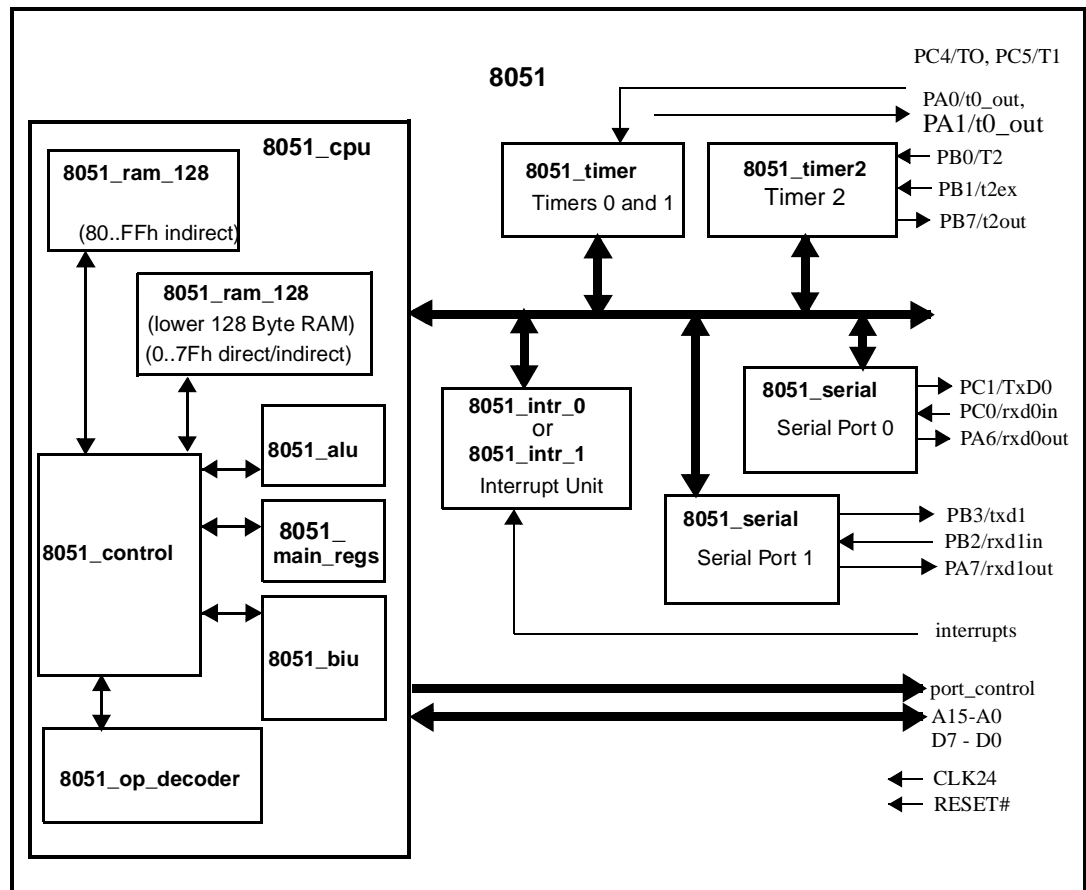 8051
PC4/TO, PC5/T1
PA0/t0_out,
PA1/t0_out
8051_cpu
8051_ram_128
(80..FFh indirect)
8051_ram_128
(lower 128 Byte RAM)
(0..7Fh direct/indirect)
8051_alu
8051_control
8051_
main_regs
8051_biu
8051_op_decoder
8051_timer
Timers 0 and 1
8051_timer2
Timer 2
PB0/T2
PB1/t2ex
PB7/t2out
8051_intr_0
or
8051_intr_1
Interrupt Unit
8051_serial
Serial Port 0
PC1/TxD0
PC0/rxd0in
PA6/rxd0out
8051_serial
Serial Port 1
PB3/txd1
PB2/rxd1in
PA7/rxd1out
interrupts
port_control
A15-A0
D7 - D0
CLK24
RESET#